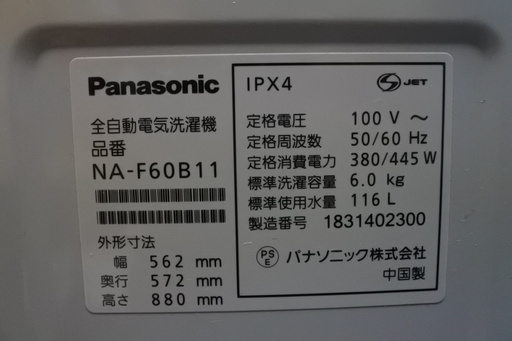 Panasonic
全自動電気洗濯機
品番
NA-F60B11
外形寸法
幅 562 mm
奥行 572 mm
高さ 880 mm
IPX4
S JET
定格電圧 100 V ～
定格周波数 50/60 Hz
定格消費電力 380/445 W
標準洗濯容量 6.0 kg
標準使用水量 116 L
製造番号 1831402300
PS
E パナソニック株式会社
中国製